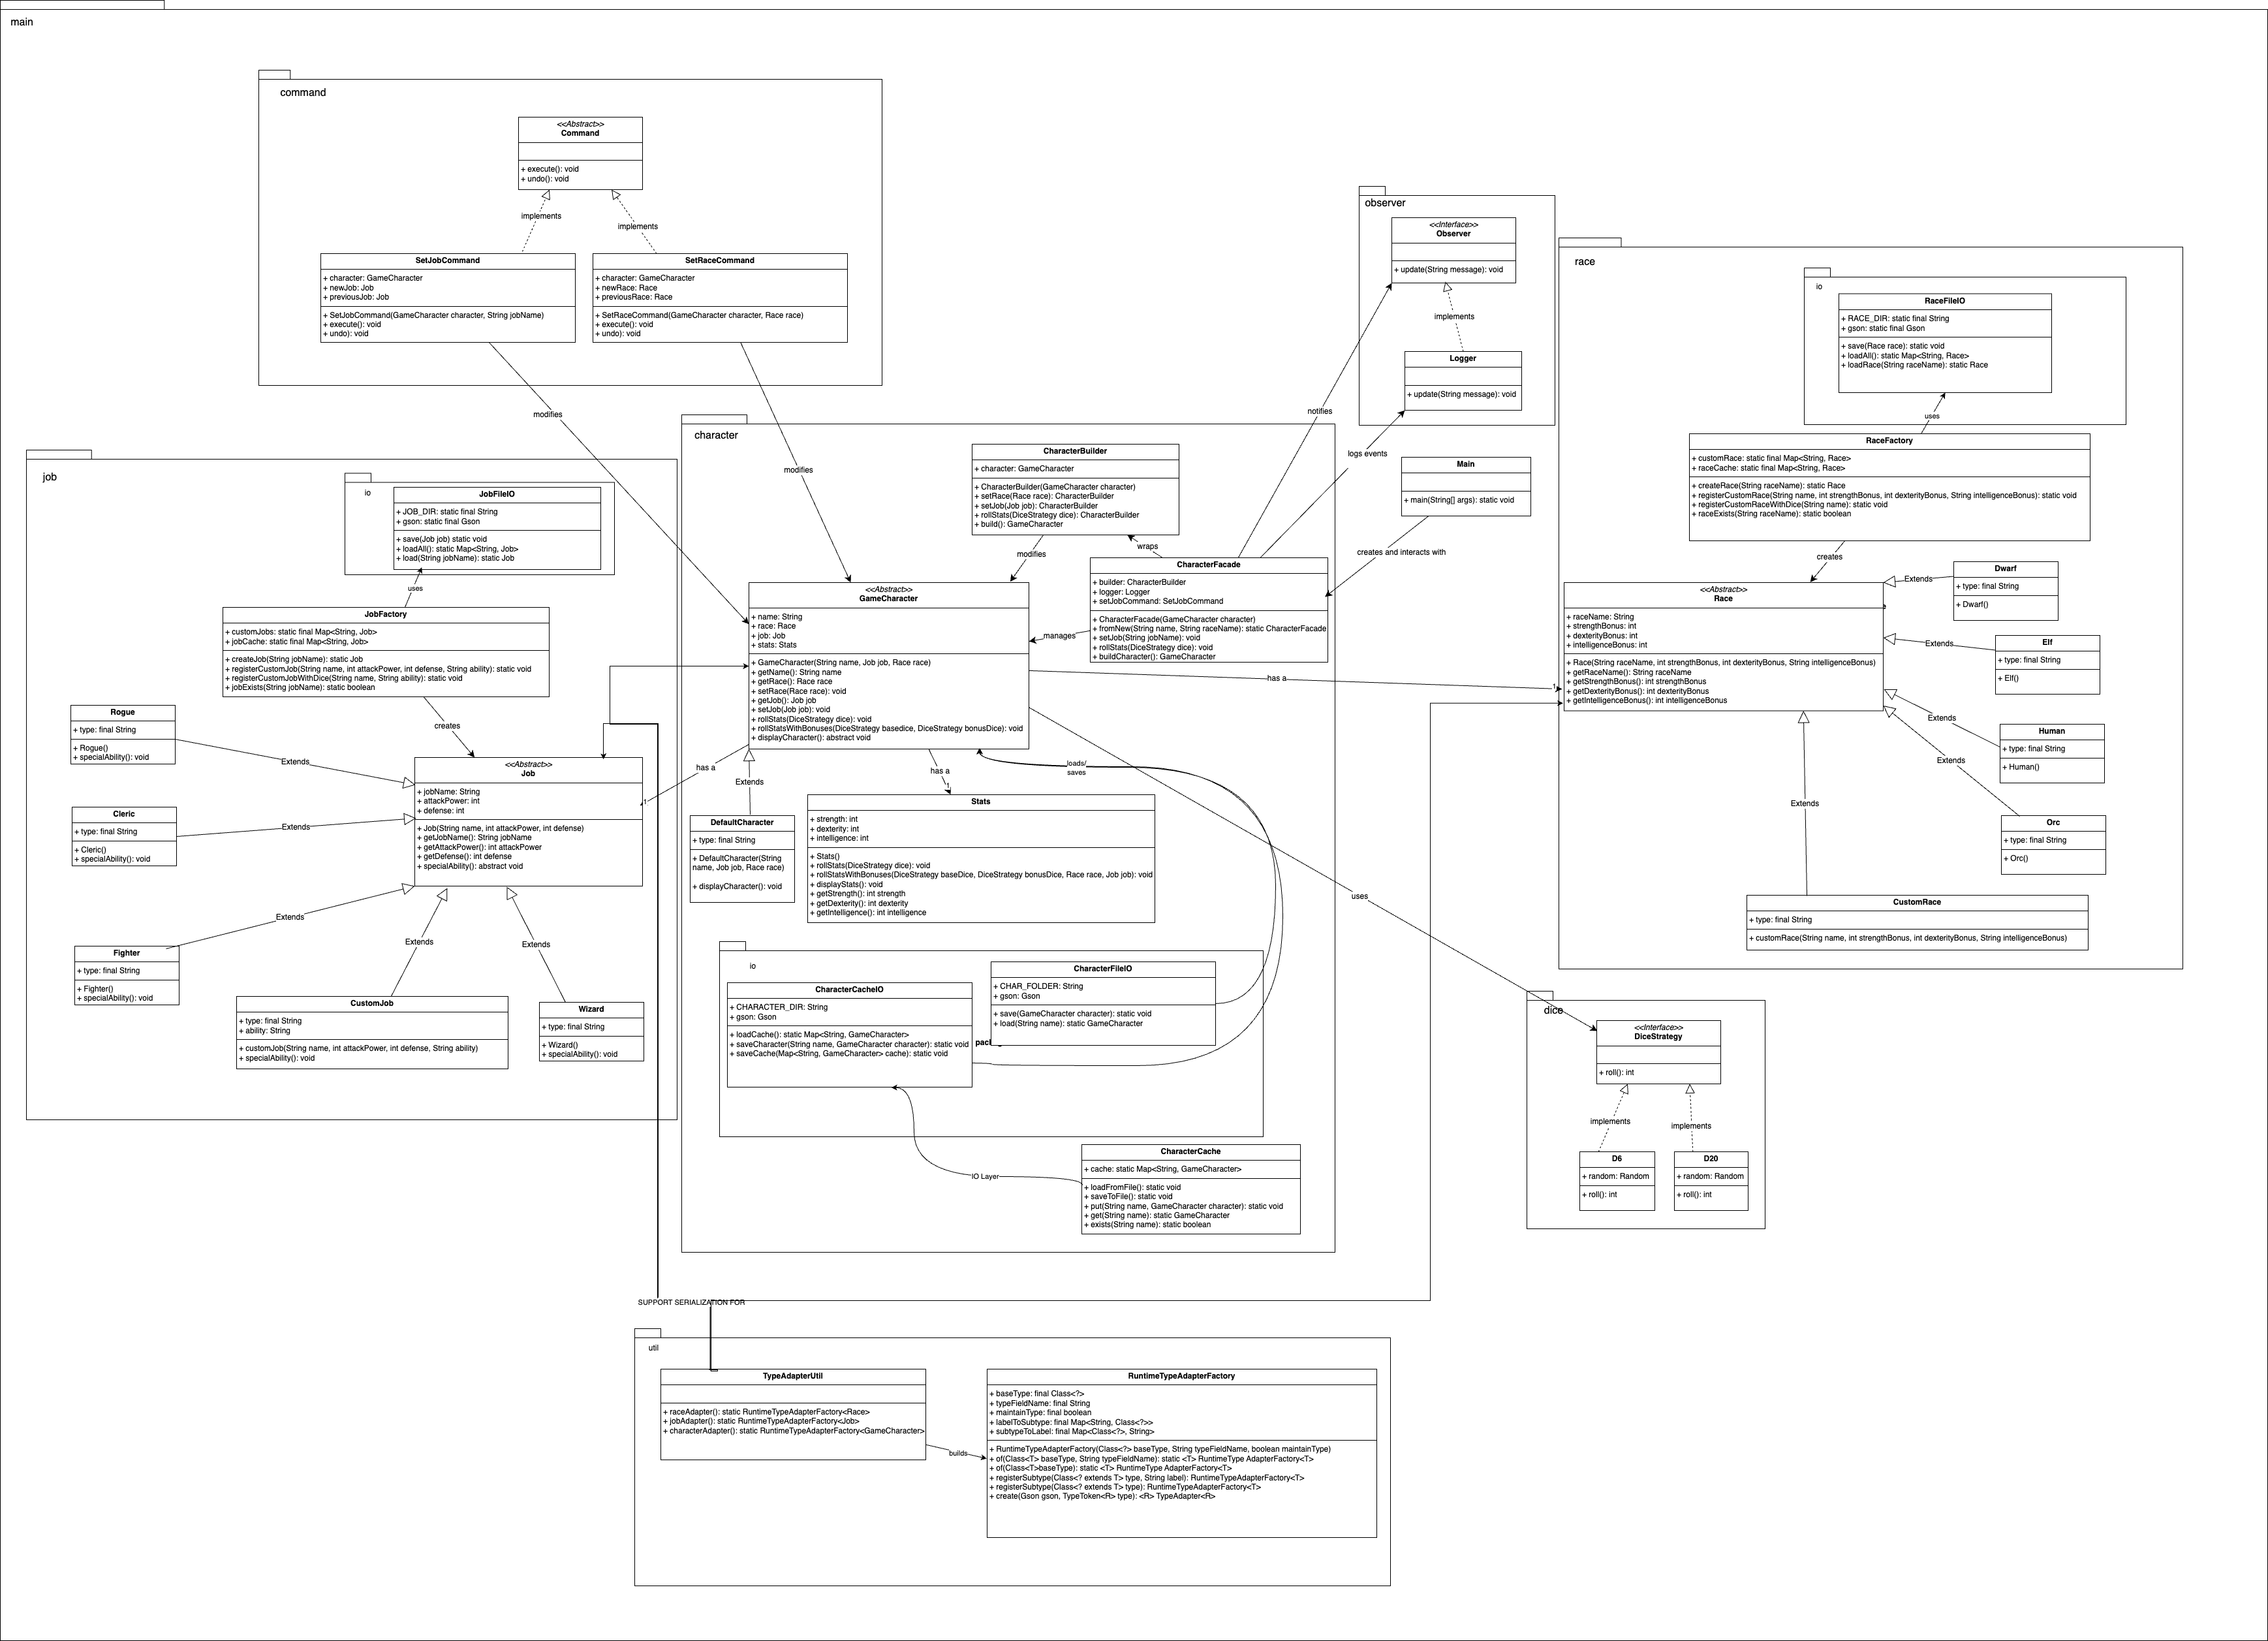 main
command
<<Abstract>>
Command
+ execute(): void
+ undo(): void
implements
implements
SetJobCommand
+ character: GameCharacter
+ newJob: Job
+ previousJob: Job
+ SetJobCommand(GameCharacter character, String jobName)
+ execute(): void
+ undo): void
SetRaceCommand
+ character: GameCharacter
+ newRace: Race
+ previousRace: Race
+ SetRaceCommand(GameCharacter character, Race race)
+ execute(): void
+ undo): void
modifies
modifies
observer
<<Interface>>
Observer
+ update(String message): void
implements
Logger
+ update(String message): void
notifies
logs events
Main
+ main(String[] args): static void
creates and interacts with
race
io
RaceFileIO
+ RACE_DIR: static final String
+ gson: static final Gson
+ save(Race race): static void
+ loadAll(): static Map<String, Race>
+ loadRace(String raceName): static Race
uses
RaceFactory
+ customRace: static final Map<String, Race>
+ raceCache: static final Map<String, Race>
+ createRace(String raceName): static Race
+ registerCustomRace(String name, int strengthBonus, int dexterityBonus, String intelligenceBonus): static void
+ registerCustomRaceWithDice(String name): static void
+ raceExists(String raceName): static boolean
creates
<<Abstract>>
Race
+ raceName: String
+ strengthBonus: int
+ dexterityBonus: int
+ intelligenceBonus: int
+ Race(String raceName, int strengthBonus, int dexterityBonus, String intelligenceBonus)
+ getRaceName(): String raceName
+ getStrengthBonus(): int strengthBonus
+ getDexterityBonus(): int dexterityBonus
+ getIntelligenceBonus(): int intelligenceBonus
Extends
Dwarf
+ type: final String
+ Dwarf()
Extends
Elf
+ type: final String
+ Elf()
Extends
Human
+ type: final String
+ Human()
Extends
Orc
+ type: final String
+ Orc()
Extends
CustomRace
+ type: final String
+ customRace(String name, int strengthBonus, int dexterityBonus, String intelligenceBonus)
job
io
JobFileIO
+ JOB_DIR: static final String
+ gson: static final Gson
+ save(Job job) static void
+ loadAll(): static Map<String, Job>
+ load(String jobName): static Job
uses
JobFactory
+ customJobs: static final Map<String, Job>
+ jobCache: static final Map<String, Job>
+ createJob(String jobName): static Job
+ registerCustomJob(String name, int attackPower, int defense, String ability): static void
+ registerCustomJobWithDice(String name, String ability): static void
+ jobExists(String jobName): static boolean
creates
Rogue
+ type: final String
+ Rogue()
+ specialAbility(): void
Extends
<<Abstract>>
Job
+ jobName: String
+ attackPower: int
+ defense: int
+ Job(String name, int attackPower, int defense)
+ getJobName(): String jobName
+ getAttackPower(): int attackPower
+ getDefense(): int defense
+ specialAbility(): abstract void
Cleric
+ type: final String
+ Cleric()
+ specialAbility(): void
Extends
Fighter
+ type: final String
+ Fighter()
+ specialAbility(): void
Extends
Extends
Extends
CustomJob
+ type: final String
+ ability: String
+ customJob(String name, int attackPower, int defense, String ability)
+ specialAbility(): void
Wizard
+ type: final String
+ Wizard()
+ specialAbility(): void
character
CharacterBuilder
+ character: GameCharacter
+ CharacterBuilder(GameCharacter character)
+ setRace(Race race): CharacterBuilder
+ setJob(Job job): CharacterBuilder
+ rollStats(DiceStrategy dice): CharacterBuilder
+ build(): GameCharacter
modifies
wraps
CharacterFacade
+ builder: CharacterBuilder
+ logger: Logger
+ setJobCommand: SetJobCommand
+ CharacterFacade(GameCharacter character)
+ fromNew(String name, String raceName): static CharacterFacade
+ setJob(String jobName): void
+ rollStats(DiceStrategy dice): void
+ buildCharacter(): GameCharacter
manages
<<Abstract>>
GameCharacter
+ name: String
+ race: Race
+ job: Job
+ stats: Stats
+ GameCharacter(String name, Job job, Race race)
+ getName(): String name
+ getRace(): Race race
+ setRace(Race race): void
+ getJob(): Job job
+ setJob(Job job): void
+ rollStats(DiceStrategy dice): void
+ rollStatsWithBonuses(DiceStrategy basedice, DiceStrategy bonusDice): void
+ displayCharacter(): abstract void
has a
1
has a
1
has a
1
Extends
loads/
saves
uses
DefaultCharacter
+ type: final String
+ DefaultCharacter(String
name, Job job, Race race)
+ displayCharacter(): void
Stats
+ strength: int
+ dexterity: int
+ intelligence: int
+ Stats()
+ rollStats(DiceStrategy dice): void
+ rollStatsWithBonuses(DiceStrategy baseDice, DiceStrategy bonusDice, Race race, Job job): void
+ displayStats(): void
+ getStrength(): int strength
+ getDexterity(): int dexterity
+ getIntelligence(): int intelligence
io
CharacterCacheIO
+ CHARACTER_DIR: String
+ gson: Gson
+ loadCache(): static Map<String, GameCharacter>
+ saveCharacter(String name, GameCharacter character): static void
+ saveCache(Map<String, GameCharacter> cache): static void
CharacterFileIO
+ CHAR_FOLDER: String
+ gson: Gson
+ save(GameCharacter character): static void
+ load(String name): static GameCharacter
IO Layer
CharacterCache
+ cache: static Map<String, GameCharacter>
+ loadFromFile(): static void
+ saveToFile(): static void
+ put(String name, GameCharacter character): static void
+ get(String name): static GameCharacter
+ exists(String name): static boolean
dice
<<Interface>>
DiceStrategy
+ roll(): int
implements
implements
D6
+ random: Random
+ roll(): int
D20
+ random: Random
+ roll(): int
SUPPORT SERIALIZATION FOR
util
TypeAdapterUtil
+ raceAdapter(): static RuntimeTypeAdapterFactory<Race>
+ jobAdapter(): static RuntimeTypeAdapterFactory<Job>
+ characterAdapter(): static RuntimeTypeAdapterFactory<GameCharacter>
builds
RuntimeTypeAdapterFactory
+ baseType: final Class<?>
+ typeFieldName: final String
+ maintainType: final boolean
+ labelToSubtype: final Map<String, Class<?>>
+ subtypeToLabel: final Map<Class<?>, String>
+ RuntimeTypeAdapterFactory(Class<?> baseType, String typeFieldName, boolean maintainType)
+ of(Class<T> baseType, String typeFieldName): static <T> RuntimeType AdapterFactory<T>
+ of(Class<T>baseType): static <T> RuntimeType AdapterFactory<T>
+ registerSubtype(Class<? extends T> type, String label): RuntimeTypeAdapterFactory<T>
+ registerSubtype(Class<? extends T> type): RuntimeTypeAdapterFactory<T>
+ create(Gson gson, TypeToken<R> type): <R> TypeAdapter<R>